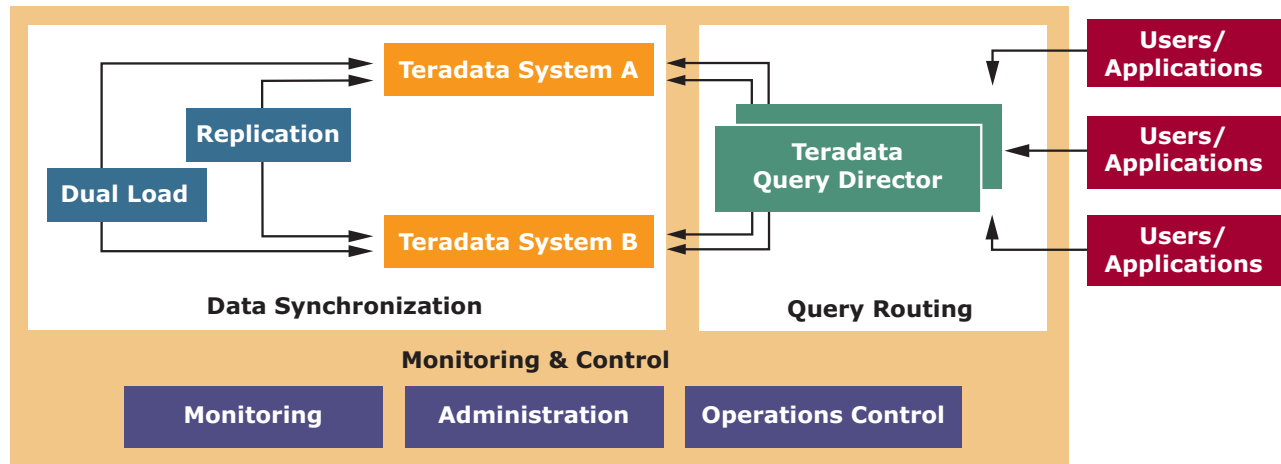 Teradata System A
Replication
Dual Load
Teradata System B
Data Synchronization
Teradata
Query Director
Query Routing
Users/
Applications
Users/
Applications
Users/
Applications
Monitoring & Control
Monitoring
Administration
Operations Control